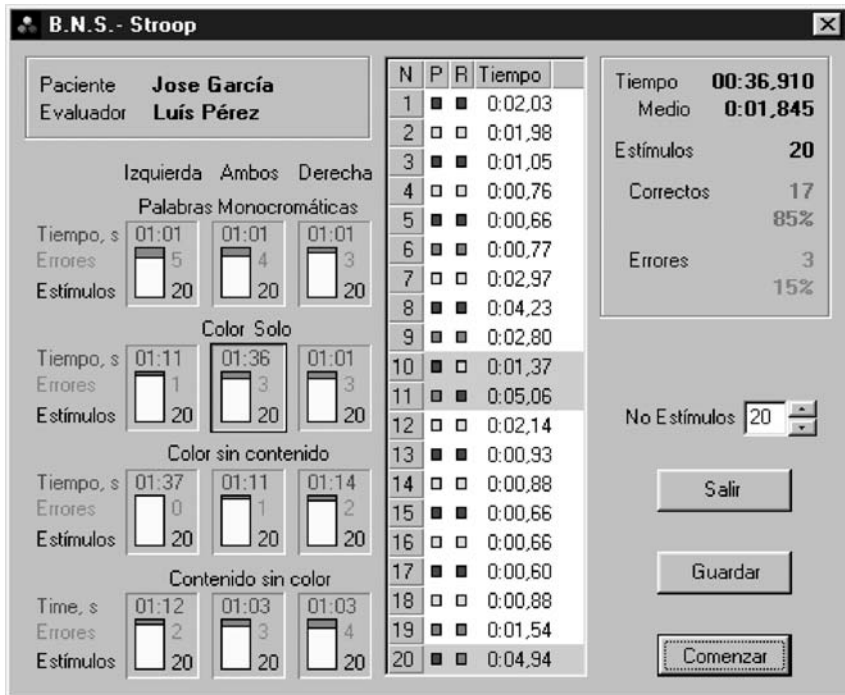 B.N.S.- Stroop
Paciente Jose García
Evaluador Luís Pérez
Izquierda Ambos Derecha
Palabras Monocromáticas
Tiempo, s 01:01 01:01 01:01
Errores 5 4 3
Estímulos 20 20 20
Color Solo
Tiempo, s 01:11 01:36 01:01
Errores 1 3 3
Estímulos 20 20 20
Color sin contenido
Tiempo, s 01:37 01:11 01:14
Errores 0 1 2
Estímulos 20 20 20
Contenido sin color
Time, s 01:12 01:03 01:03
Errores 2 3 4
Estímulos 20 20 20
N P R Tiempo
1 0:02,03
2 0:01,98
3 0:01,05
4 0:00,76
5 0:00,66
6 0:00,77
7 0:02,97
8 0:04,23
9 0:02,80
10 0:01,37
11 0:05,06
12 0:02,14
13 0:00,93
14 0:00,88
15 0:00,66
16 0:00,66
17 0:00,60
18 0:00,88
19 0:01,54
20 0:04,94
Tiempo 00:36,910
Medio 0:01,845
Estímulos 20
Correctos 17
85%
Errores 3
15%
No Estímulos 20
Salir
Guardar
Comenzar